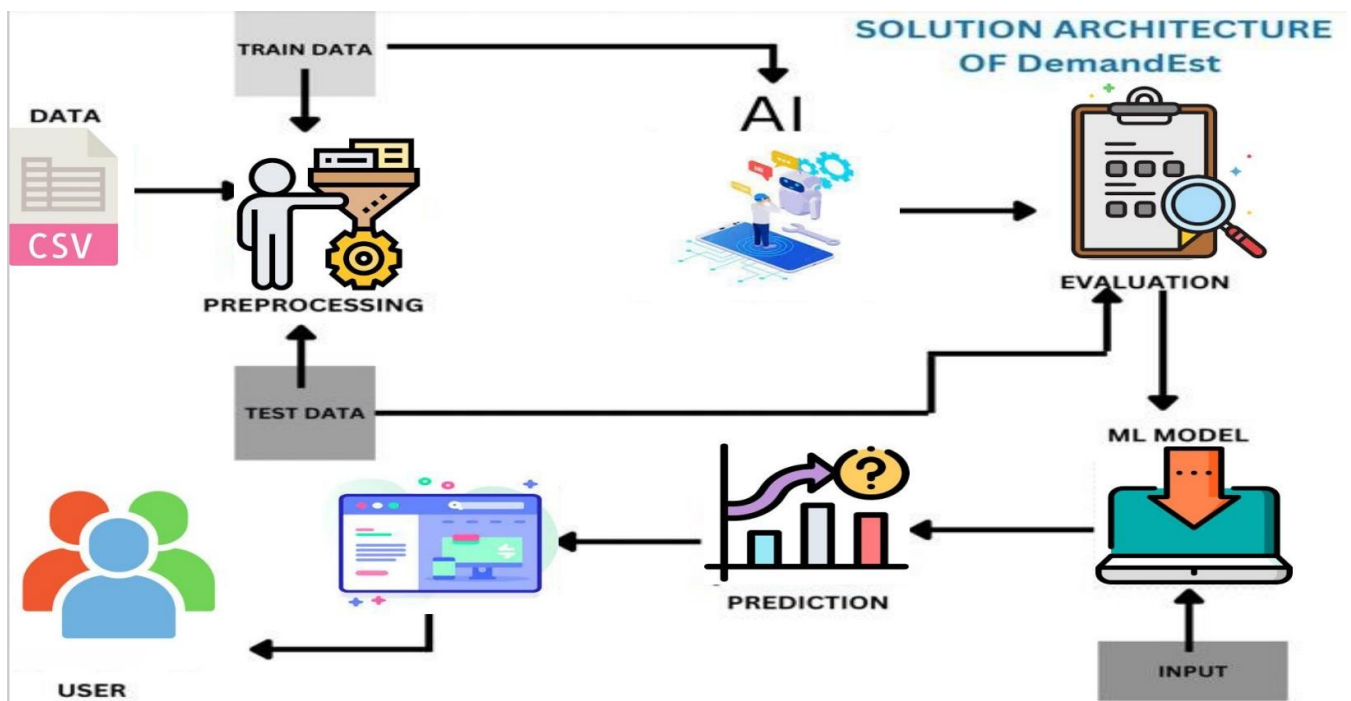 SOLUTION ARCHITECTURE
OF DemandEst
TRAIN DATA
DATA
CSV
AI
PREPROCESSING
EVALUATION
TEST DATA
ML MODEL
PREDICTION
INPUT
USER